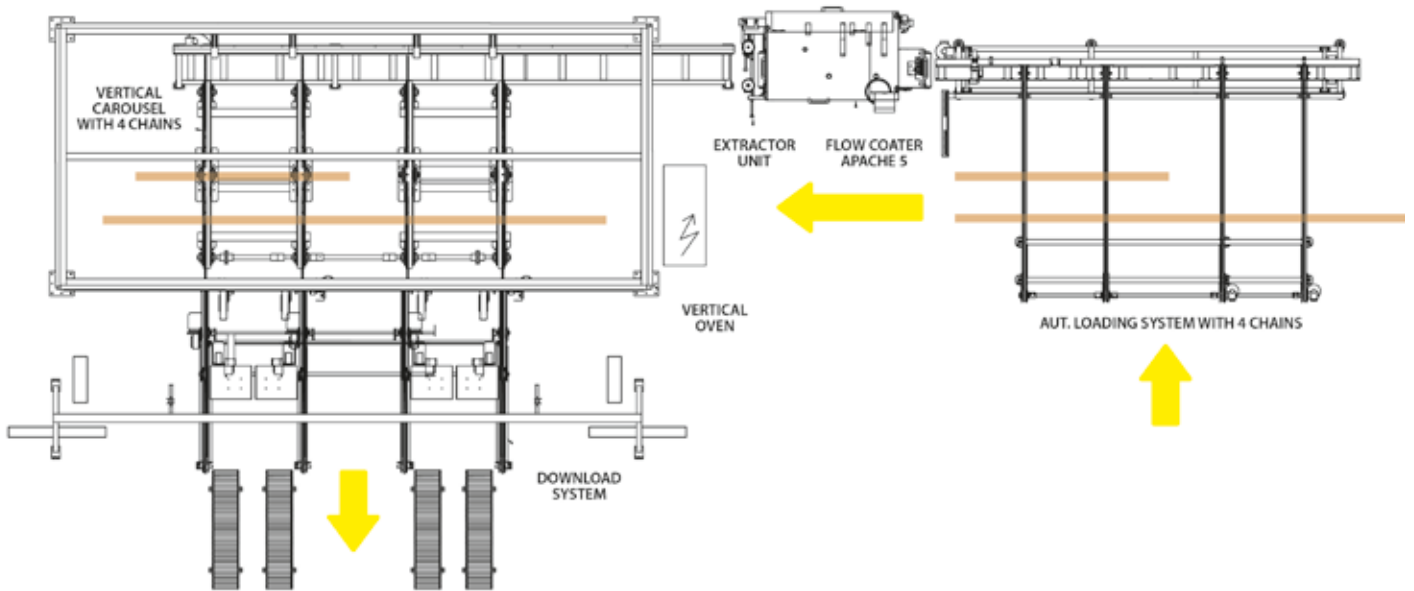 VERTICAL
CAROUSEL
WITH 4 CHAINS
EXTRACTOR
UNIT
FLOW COATER
APACHE 5
VERTICAL
OVEN
AUT. LOADING SYSTEM WITH 4 CHAINS
DOWNLOAD
SYSTEM